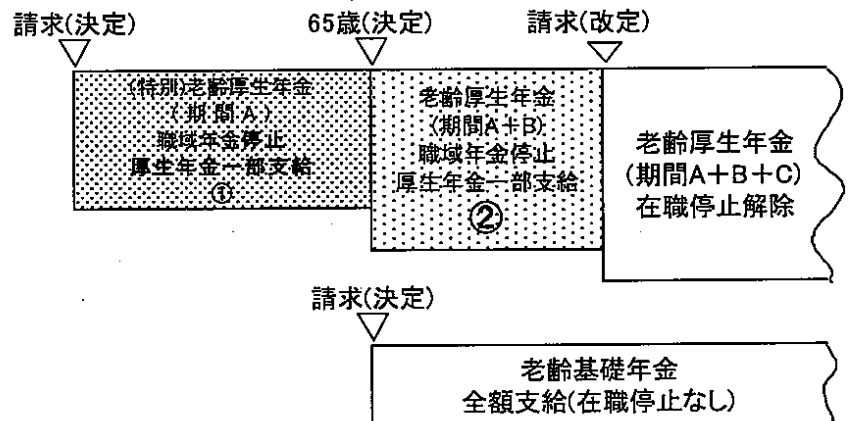 請求(決定)
65歳(決定)
請求(改定)
(特別)老齢厚生年金
(期間A)
職域年金停止
厚生年金一部支給
①
老齢厚生年金
(期間A+B)
職域年金停止
厚生年金一部支給
②
老齢厚生年金
(期間A+B+C)
在職停止解除
請求(決定)
老齢基礎年金
全額支給(在職停止なし)